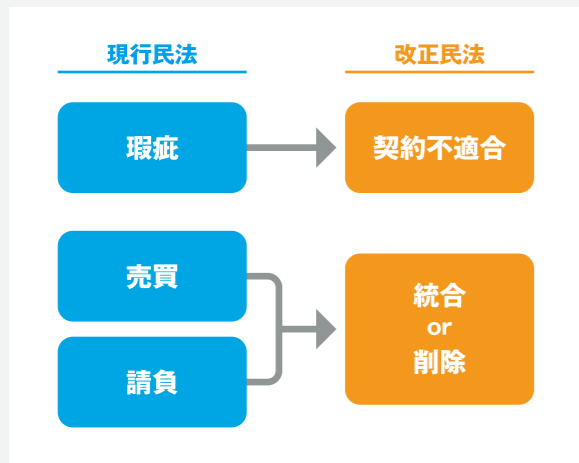 現行民法
改正民法
瑕疵
契約不適合
売買
請負
統合
or
削除